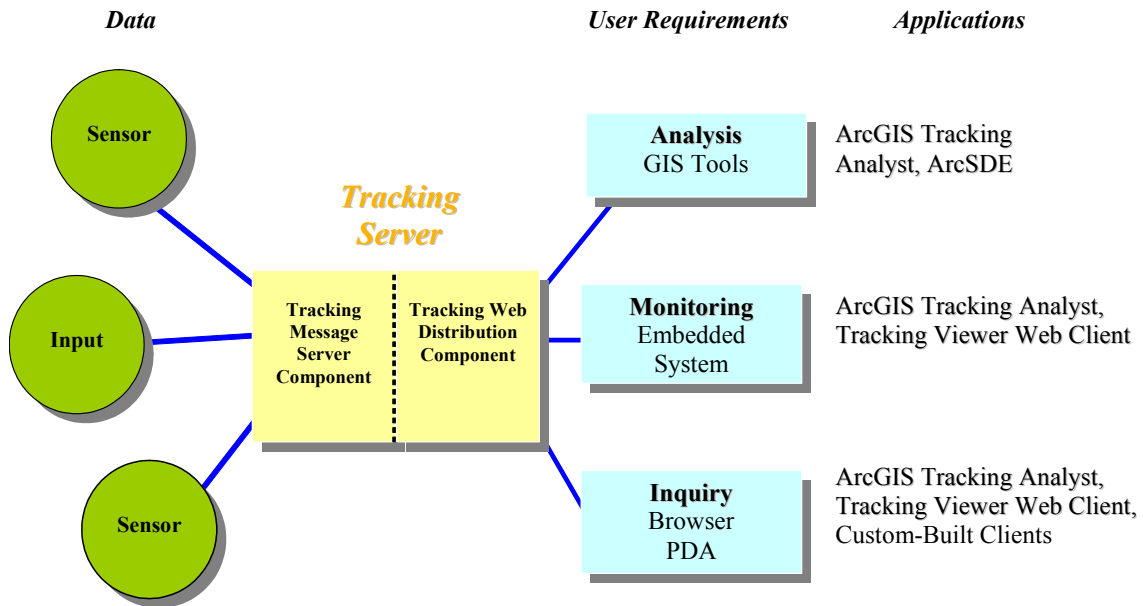 Data
User Requirements
Applications
Sensor
Input
Sensor
Tracking
Server
Tracking
Message
Server
Component
Tracking Web
Distribution
Component
Analysis
GIS Tools
ArcGIS Tracking
Analyst, ArcSDE
Monitoring
Embedded
System
ArcGIS Tracking Analyst,
Tracking Viewer Web Client
Inquiry
Browser
PDA
ArcGIS Tracking Analyst,
Tracking Viewer Web Client,
Custom-Built Clients